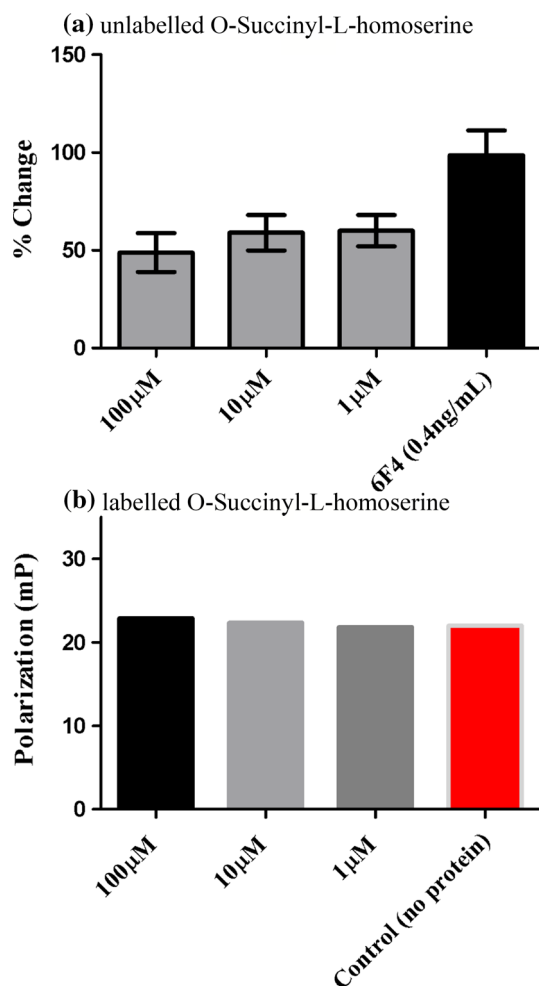 (a) unlabelled O-Succinyl-L-homoserine
150
100
50
0
% Change
100µM
10µM
1µM
6F4 (0.4ng/mL)
(b) labelled O-Succinyl-L-homoserine
30
20
10
0
Polarization (mP)
100µM
10µM
1µM
Control (no protein)